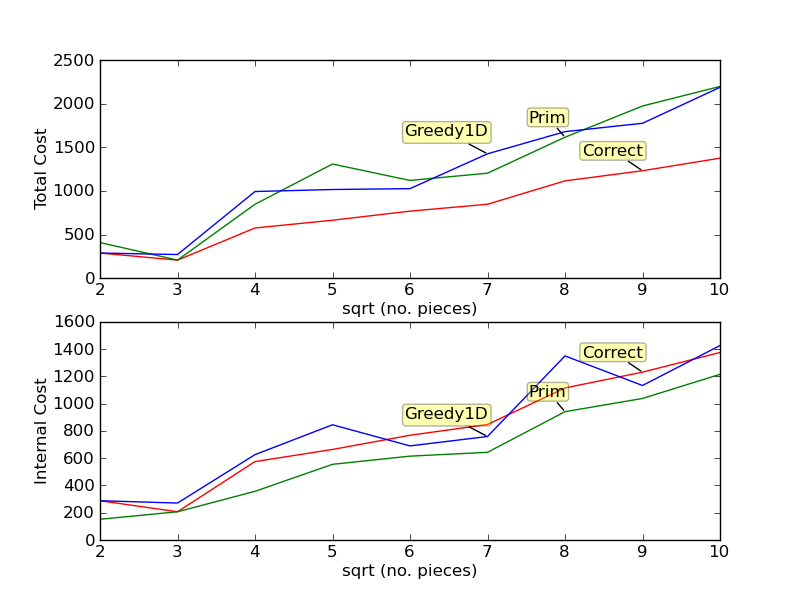 2500
2000
1500
1000
500
0
Total Cost
Greedy1D
Prim
Correct
2 3 4 5 6 7 8 9 10
sqrt (no. pieces)
1600
1400
1200
1000
800
600
400
200
0
Internal Cost
Correct
Prim
Greedy1D
2 3 4 5 6 7 8 9 10
sqrt (no. pieces)